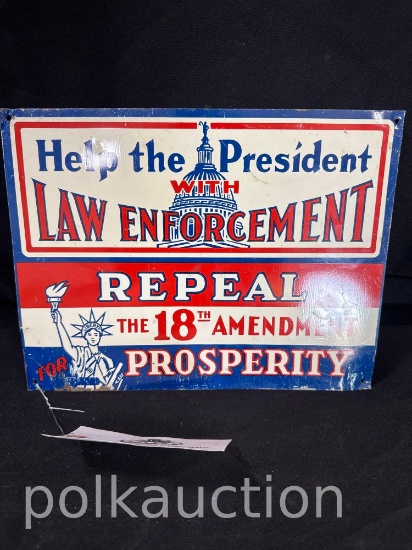 Help the President
WITH
LAW ENFORCEMENT
REPEAL
THE 18TH AMENDMENT
FOR PROSPERITY
polkauction